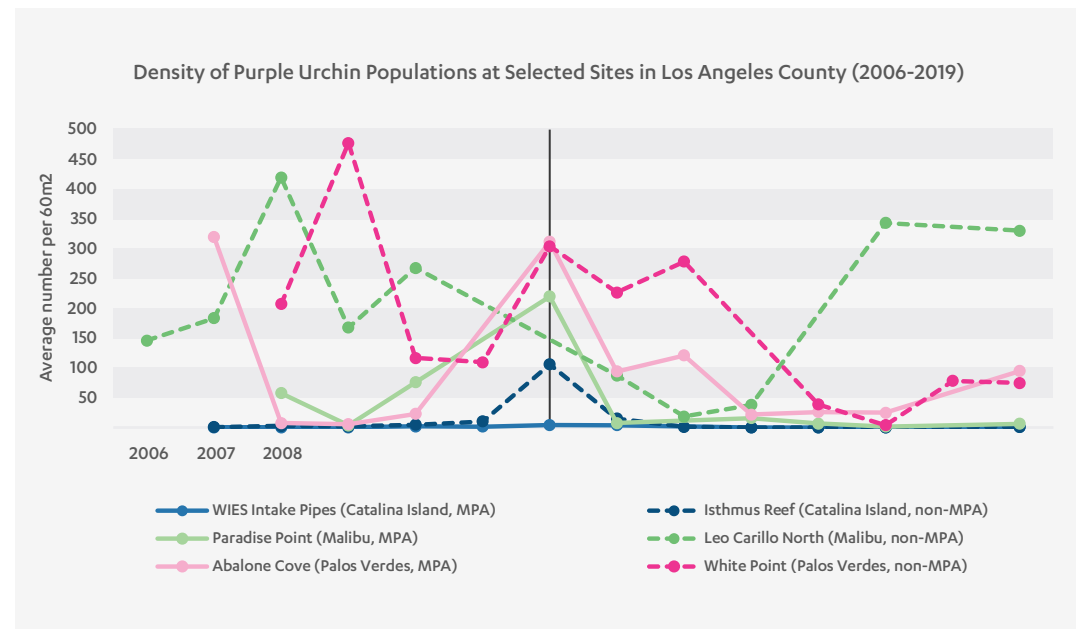 Density of Purple Urchin Populations at Selected Sites in Los Angeles County (2006-2019)
Average number per 60m2
500
450
400
350
300
250
200
150
100
50
2006 2007 2008
WIES Intake Pipes (Catalina Island, MPA)
Isthmus Reef (Catalina Island, non-MPA)
Paradise Point (Malibu, MPA)
Leo Carillo North (Malibu, non-MPA)
Abalone Cove (Palos Verdes, MPA)
White Point (Palos Verdes, non-MPA)